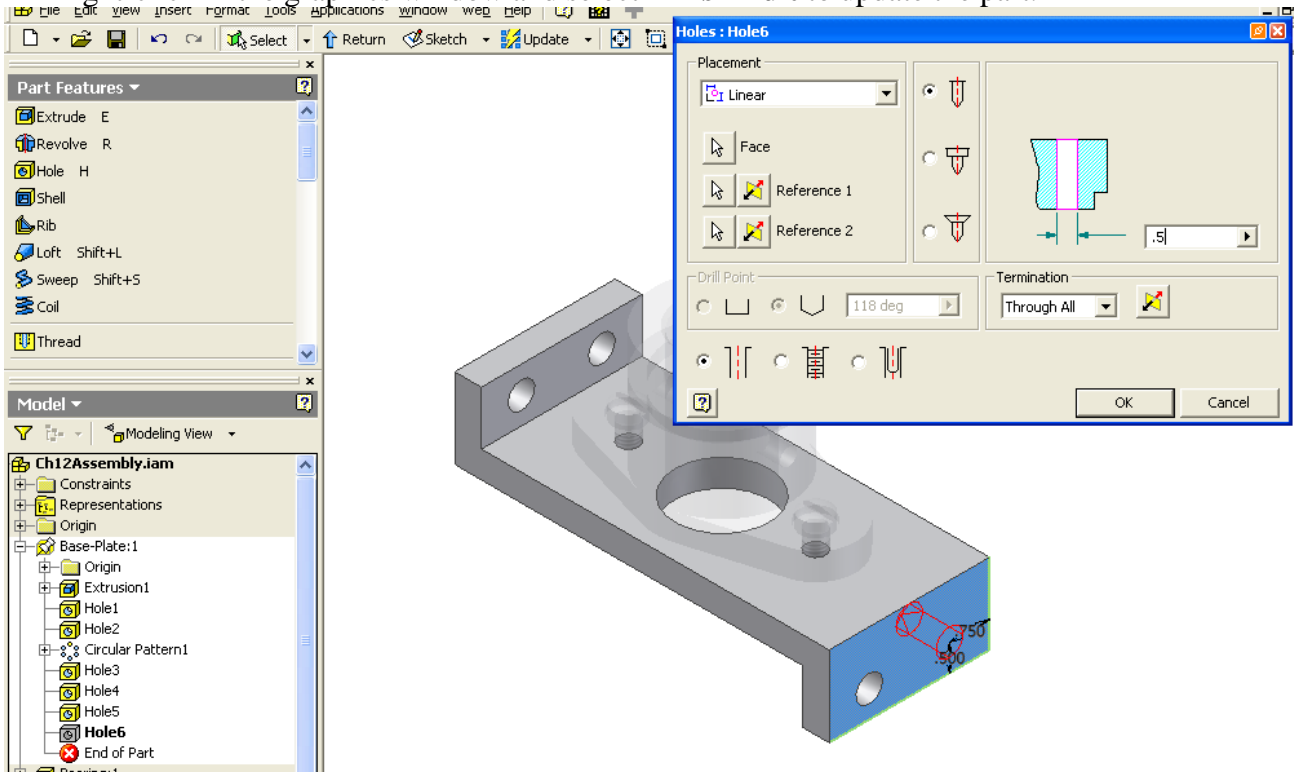 File Edit View Insert Format Tools Applications Window Web Help
Select Return Sketch Update
Part Features
Extrude E
Revolve R
Hole H
Shell
Rib
Loft Shift+L
Sweep Shift+S
Coil
Thread
Model
Modeling View
Ch12Assembly.iam
Constraints
Representations
Origin
Base-Plate:1
Origin
Extrusion1
Hole1
Hole2
Circular Pattern1
Hole3
Hole4
Hole5
Hole6
End of Part
Holes : Hole6
Placement
Linear
Face
Reference 1
Reference 2
.5
Drill Point
118 deg
Termination
Through All
OK Cancel
.750
.500